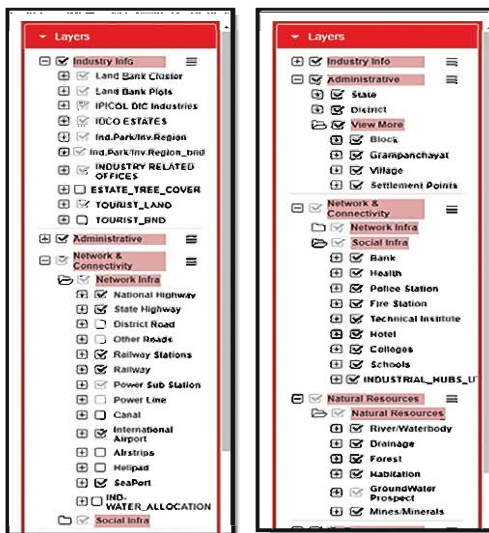 Layers
Industry Info
Land Bank Cluster
Land Bank Plots
IPICOL DIC Industries
IDCO ESTATES
Ind.Park/Inv.Region
Ind.Park/Inv.Region_bnd
INDUSTRY RELATED
OFFICES
ESTATE_TREE_COVER
TOURIST_LAND
TOURIST_BND
Administrative
Network &
Connectivity
Network Infra
National Highway
State Highway
District Road
Other Roads
Railway Stations
Railway
Power Sub Station
Power Line
Canal
International
Airport
Airstrips
Helipad
SeaPort
IND-
WATER_ALLOCATION
Social Infra
Layers
Industry Info
Administrative
State
District
View More
Block
Grampanchayat
Village
Settlement Points
Network &
Connectivity
Network Infra
Social Infra
Bank
Health
Police Station
Fire Station
Technical Institute
Hotel
Colleges
Schools
INDUSTRIAL_HUBS_U
Natural Resources
Natural Resources
River/Waterbody
Drainage
Forest
Habitation
GroundWater
Prospect
Mines/Minerals